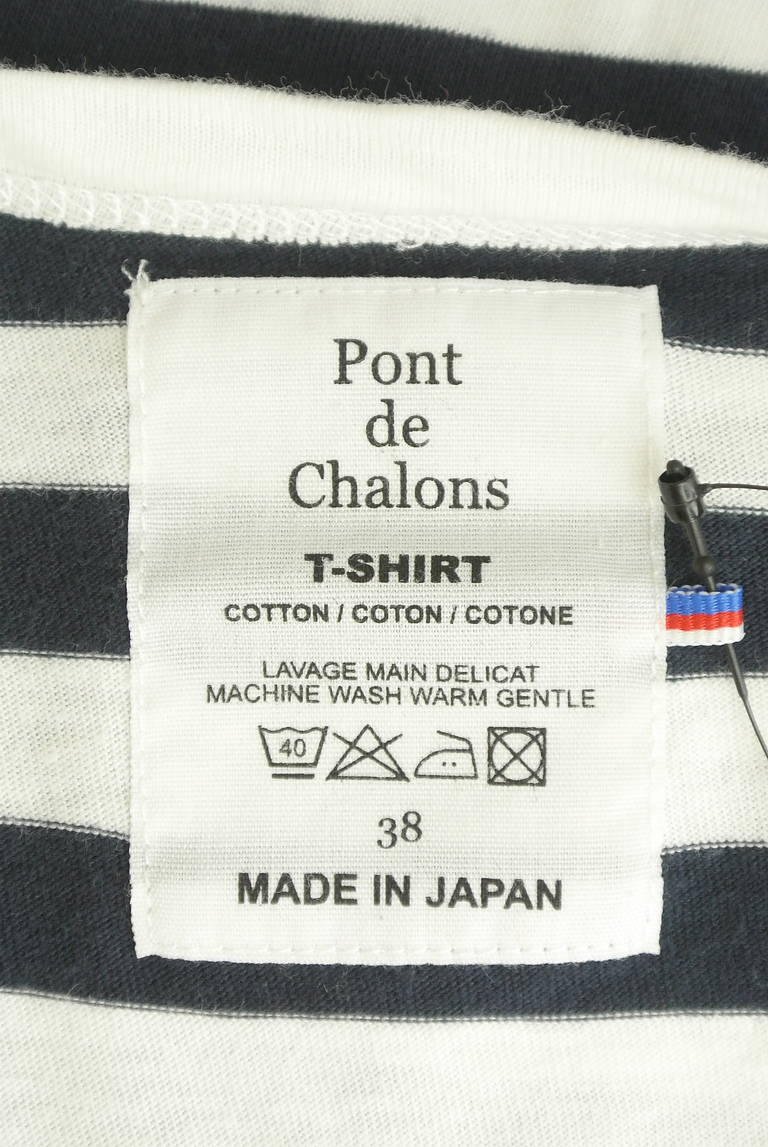 Pont
de
Chalons
T-SHIRT
COTTON / COTON / COTONE
LAVAGE MAIN DELICAT
MACHINE WASH WARM GENTLE
40
38
MADE IN JAPAN